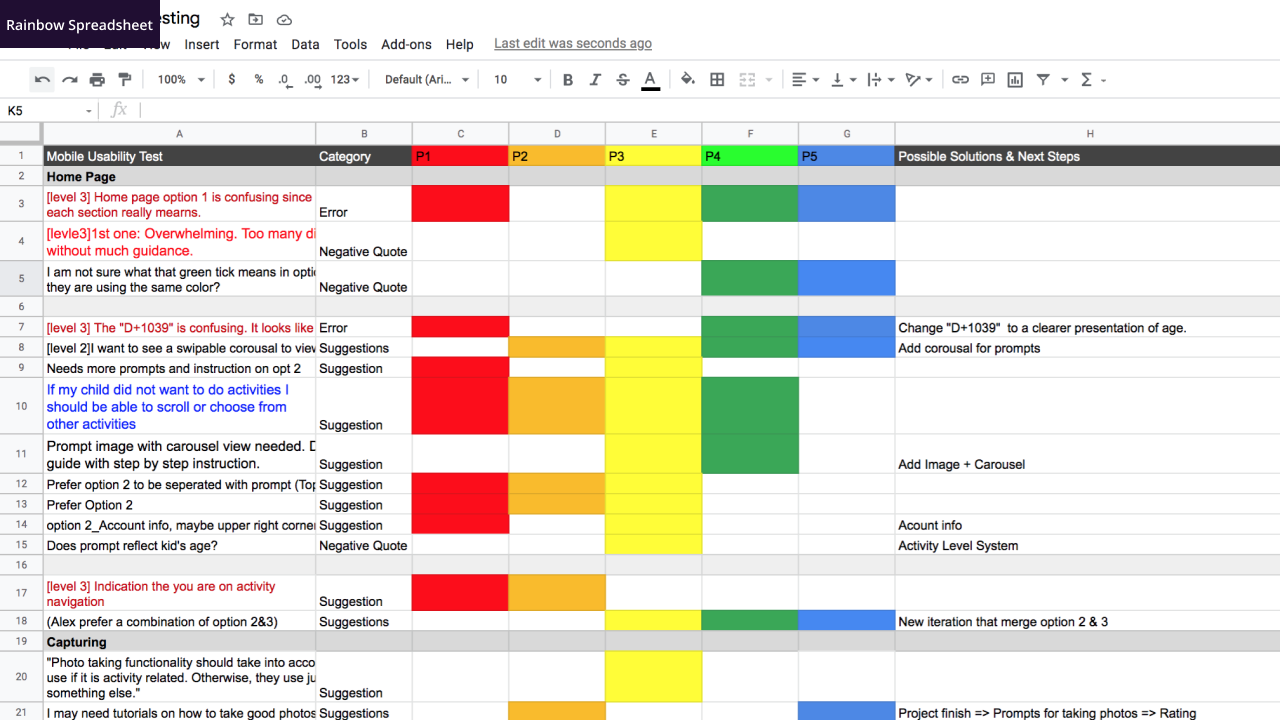 Rainbow Spreadsheet
esting
File Edit View Insert Format Data Tools Add-ons Help Last edit was seconds ago
100% $ % .0 .00 123 Default (Ari... 10 B I S A Σ
K5 fx
A B C D E F G H
1 Mobile Usability Test Category P1 P2 P3 P4 P5 Possible Solutions & Next Steps
2 Home Page
3 [level 3] Home page option 1 is confusing since
each section really means. Error
4 [levle3]1st one: Overwhelming. Too many di
without much guidance. Negative Quote
5 I am not sure what that green tick means in optic
they are using the same color? Negative Quote
6
7 [level 3] The "D+1039" is confusing. It looks like Error Change "D+1039" to a clearer presentation of age.
8 [level 2]I want to see a swipable corousal to view Suggestions Add corousal for prompts
9 Needs more prompts and instruction on opt 2 Suggestion
10 If my child did not want to do activities I
should be able to scroll or choose from
other activities Suggestion
11 Prompt image with carousel view needed. D
guide with step by step instruction. Suggestion Add Image + Carousel
12 Prefer option 2 to be seperated with prompt (Top Suggestion
13 Prefer Option 2 Suggestion
14 option 2_Account info, maybe upper right corner Suggestion Acount info
15 Does prompt reflect kid's age? Negative Quote Activity Level System
16
17 [level 3] Indication the you are on activity
navigation Suggestion
18 (Alex prefer a combination of option 2&3) Suggestions New iteration that merge option 2 & 3
19 Capturing
20 "Photo taking functionality should take into acco
use if it is activity related. Otherwise, they use ju
something else." Suggestion
21 I may need tutorials on how to take good photos Suggestions Project finish => Prompts for taking photos => Rating